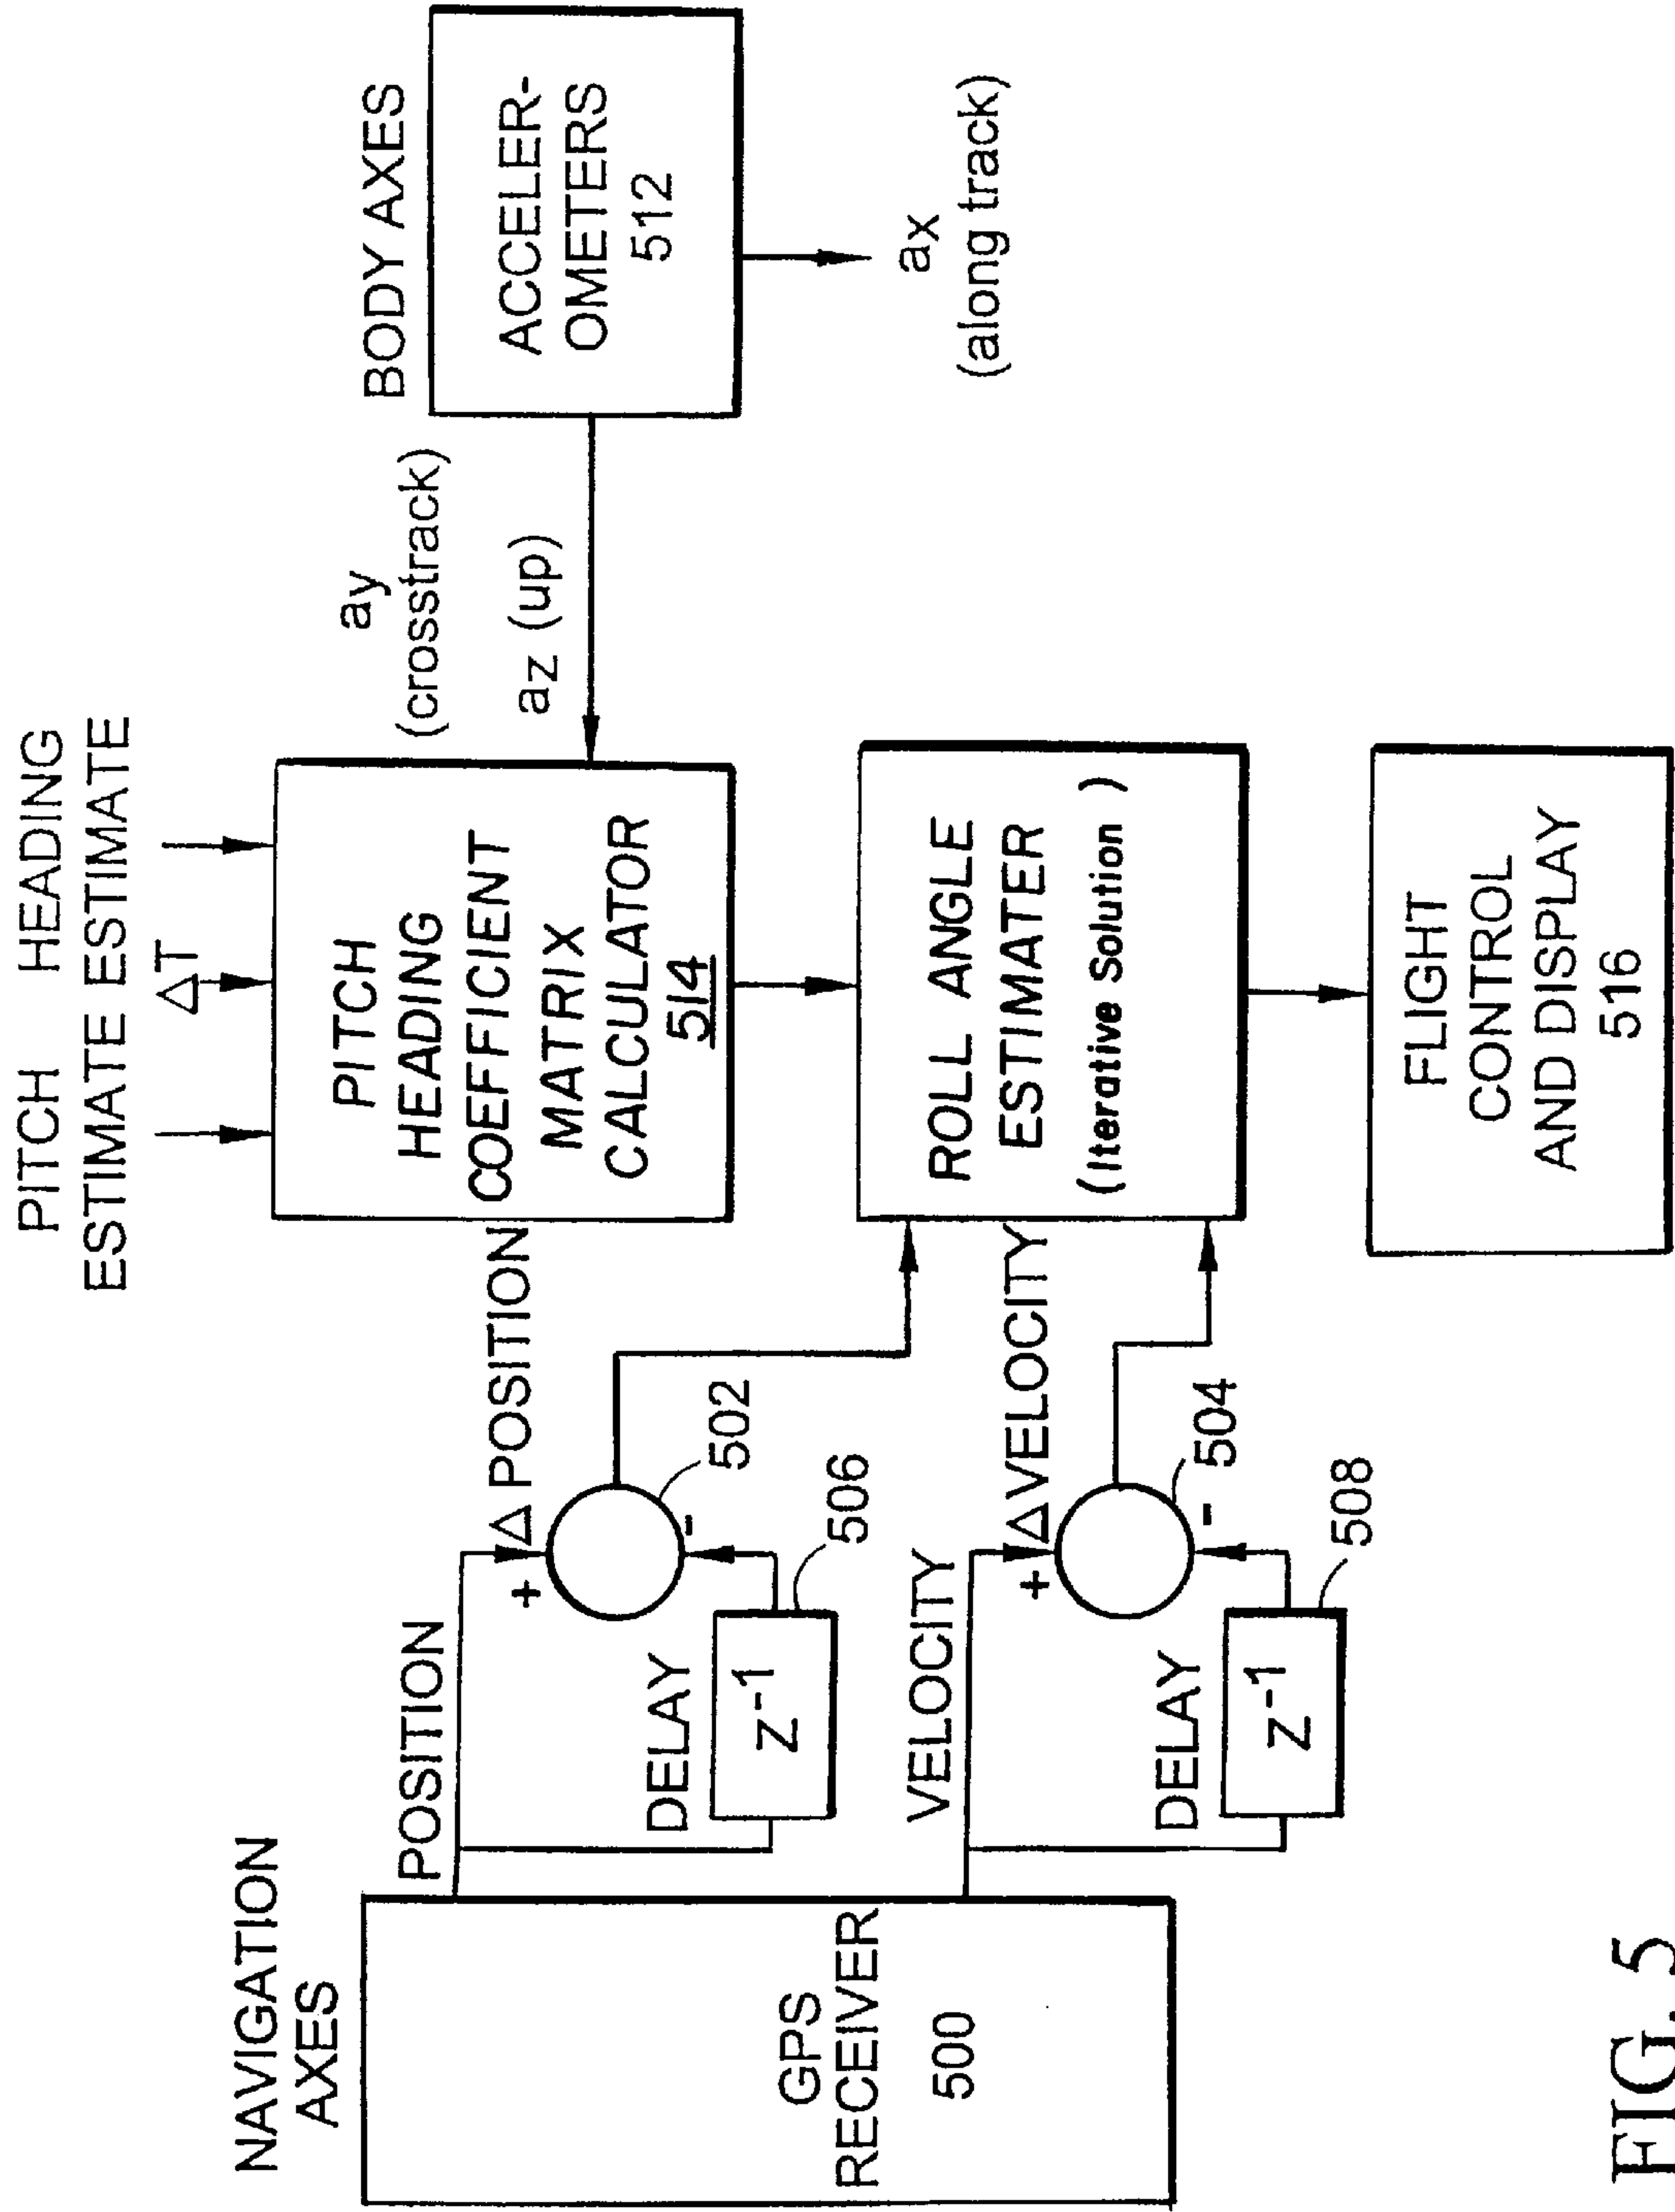 PITCH HEADING
ESTIMATE ESTIMATE
ΔT
NAVIGATION
AXES
GPS
RECEIVER
500
POSITION
Δ POSITION
+
-
502
DELAY
Z⁻¹
506
VELOCITY
ΔVELOCITY
+
-
504
DELAY
Z⁻¹
508
PITCH
HEADING
COEFFICIENT
MATRIX
CALCULATOR
514
ay
(crosstrack)
az (up)
BODY AXES
ACCELER-
OMETERS
512
ax
(along track)
ROLL ANGLE
ESTIMATER
(Iterative Solution )
FLIGHT
CONTROL
AND DISPLAY
516
FIG. 5